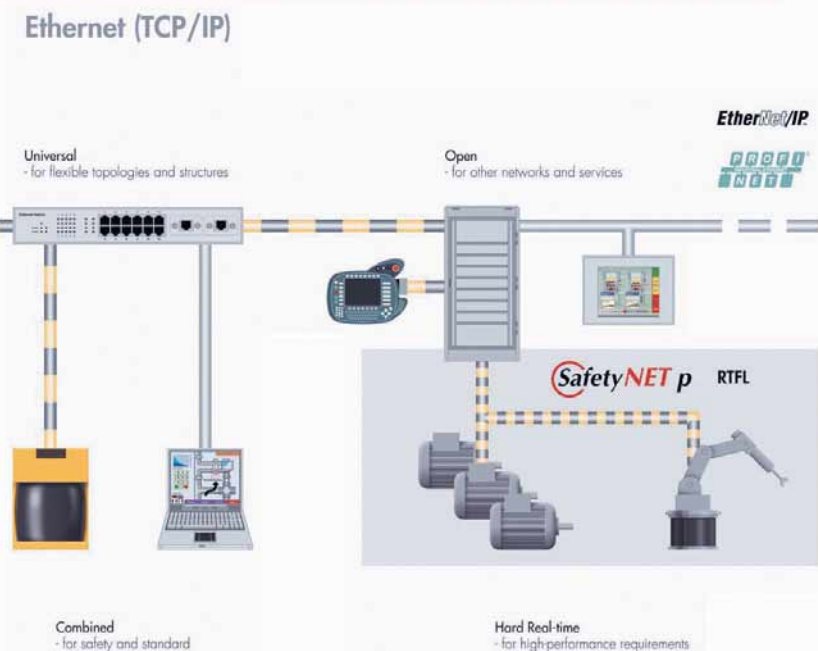 Ethernet (TCP/IP)
EtherNet/IP
Universal
- for flexible topologies and structures
Open
- for other networks and services
PROFI
NET
SafetyNET p RTFL
Combined
- for safety and standard
Hard Real-time
- for high-performance requirements